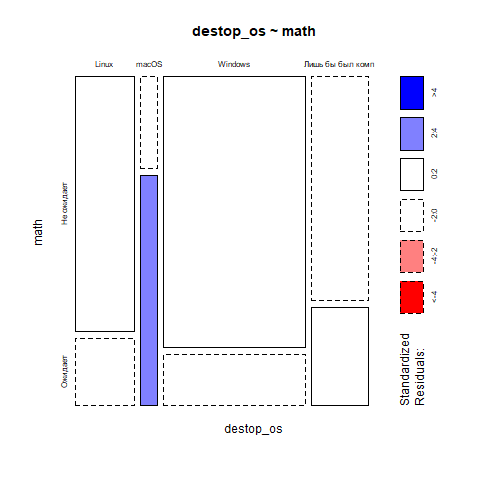 destop_os ~ math
Linux
macOS
Windows
Лишь бы был комп
Не ожидает
Ожидает
math
destop_os
>4
2:4
0:2
-2:0
-4:-2
<-4
Standardized
Residuals: